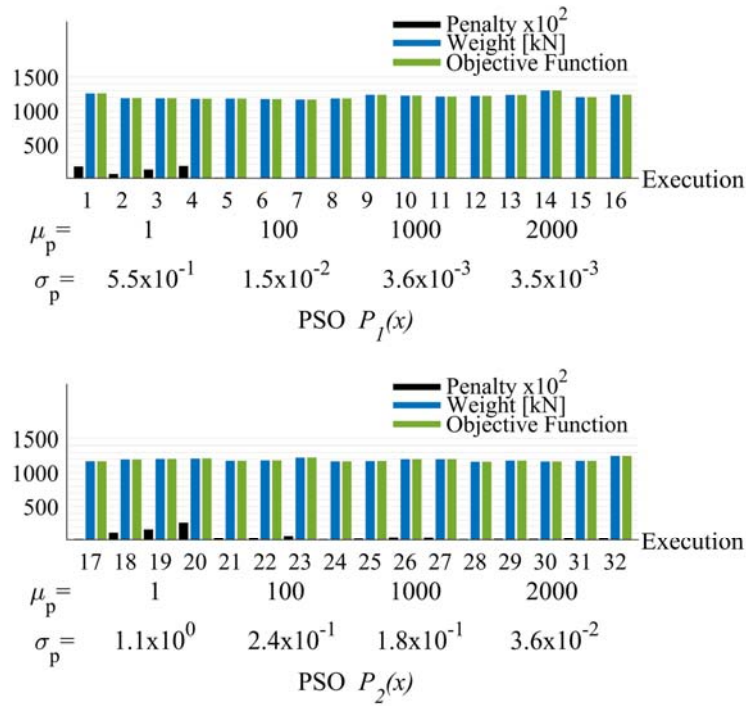 Penalty x10²
Weight [kN]
Objective Function
1500
1000
500
Execution
1 2 3 4 5 6 7 8 9 10 11 12 13 14 15 16
μp= 1 100 1000 2000
σp= 5.5x10⁻¹ 1.5x10⁻² 3.6x10⁻³ 3.5x10⁻³
PSO P₁(x)
Penalty x10²
Weight [kN]
Objective Function
1500
1000
500
Execution
17 18 19 20 21 22 23 24 25 26 27 28 29 30 31 32
μp= 1 100 1000 2000
σp= 1.1x10⁰ 2.4x10⁻¹ 1.8x10⁻¹ 3.6x10⁻²
PSO P₂(x)